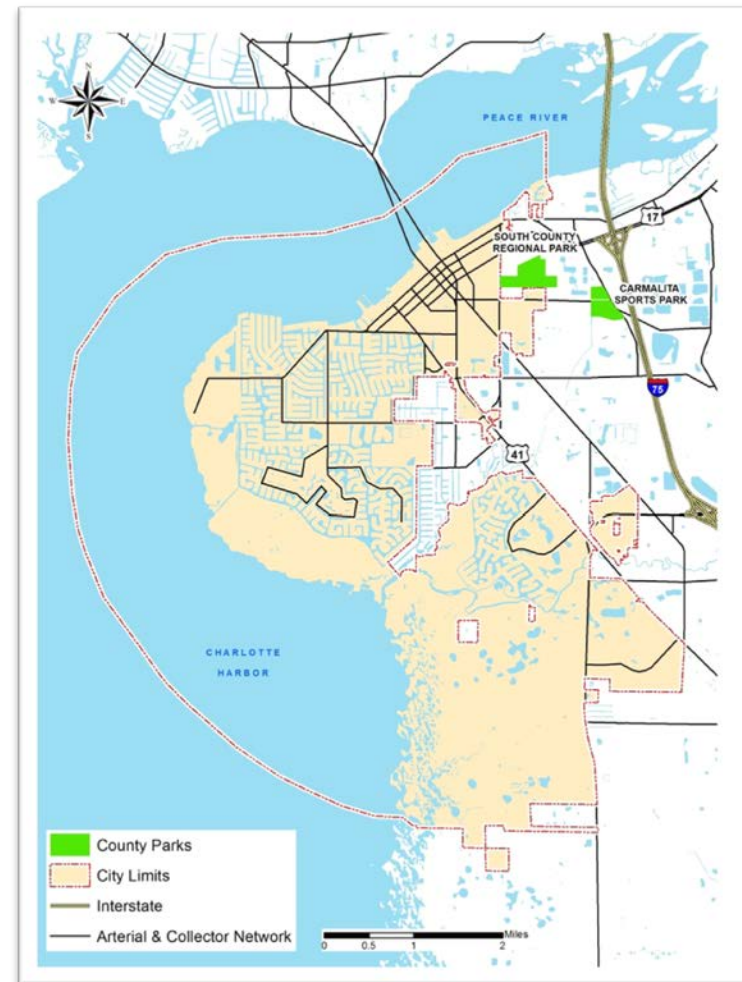 N
W E
S
PEACE RIVER
17
SOUTH COUNTY
REGIONAL PARK
CARMALITA
SPORTS PARK
75
41
CHARLOTTE
HARBOR
County Parks
City Limits
Interstate
Arterial & Collector Network
Miles
0 0.5 1 2